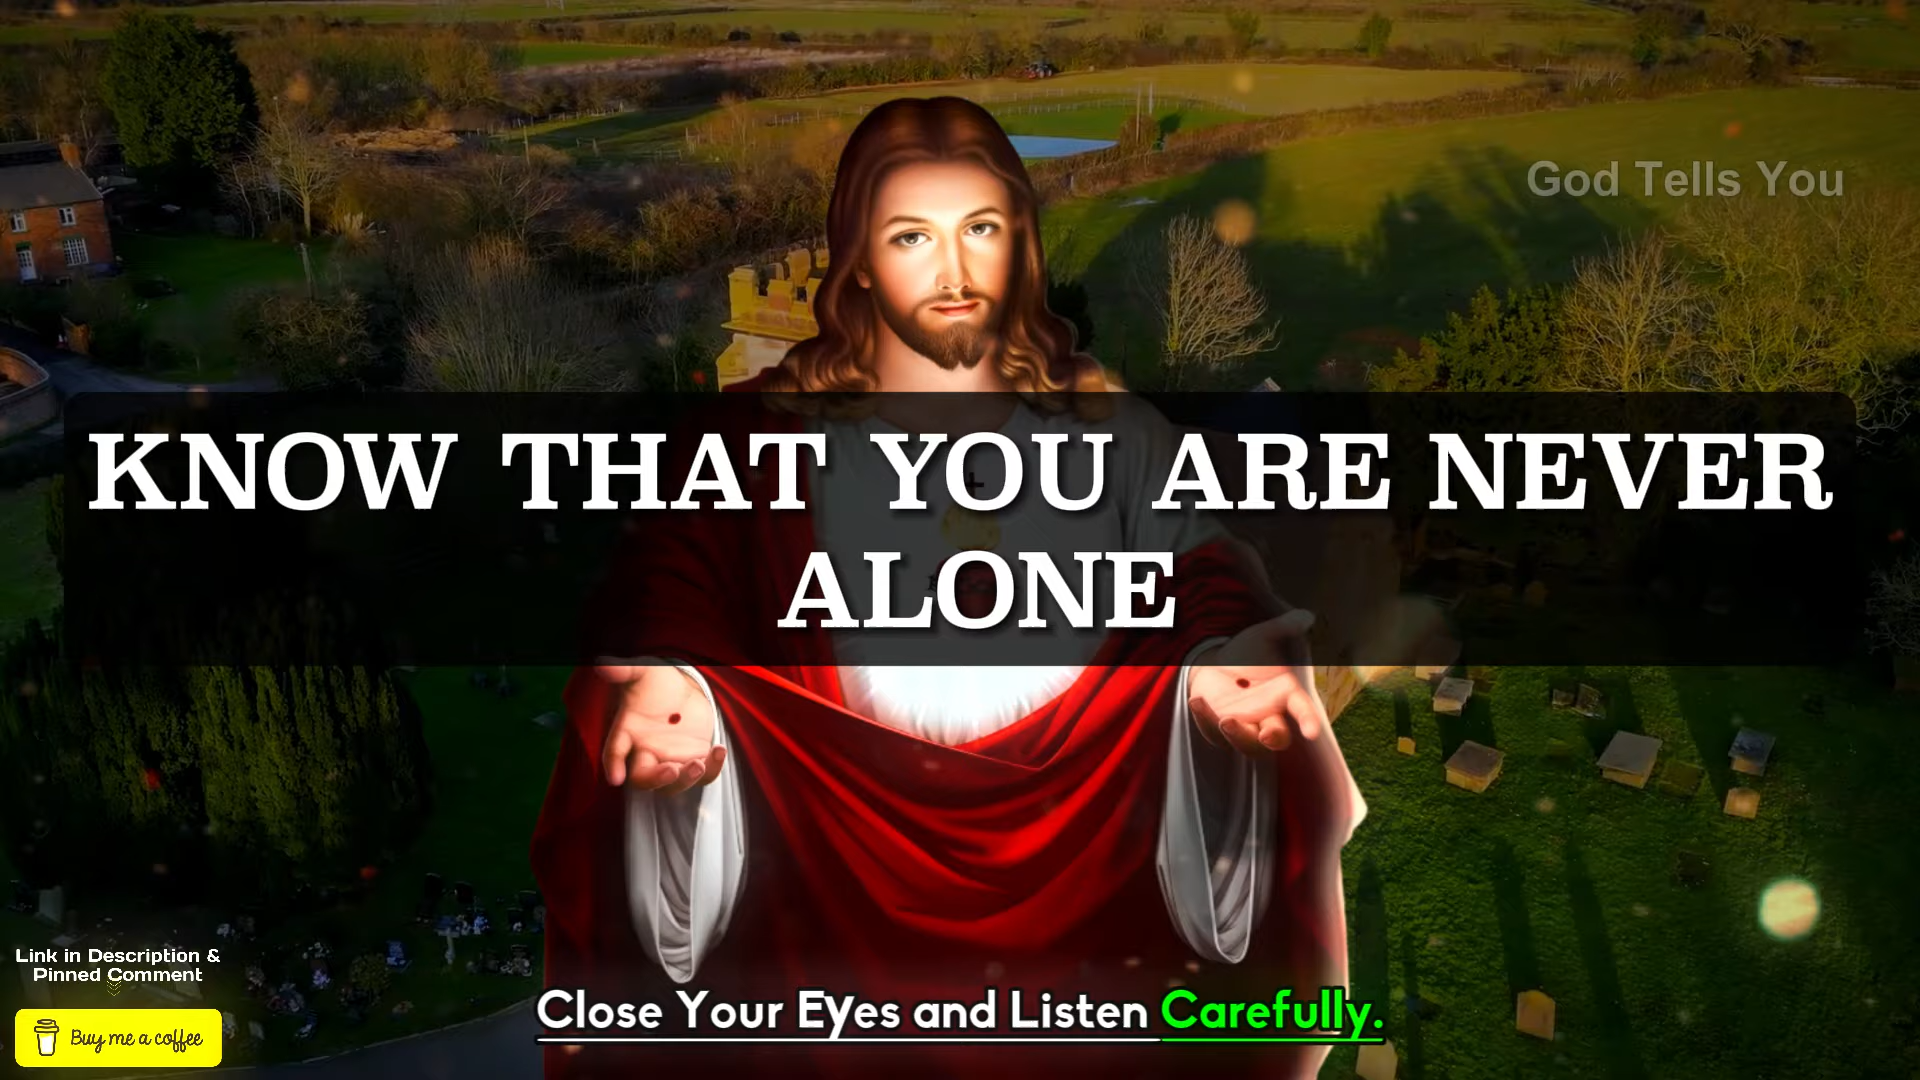 God Tells You
KNOW THAT YOU ARE NEVER
ALONE
Link in Description &
Pinned Comment
Buy me a coffee
Close Your Eyes and Listen Carefully.